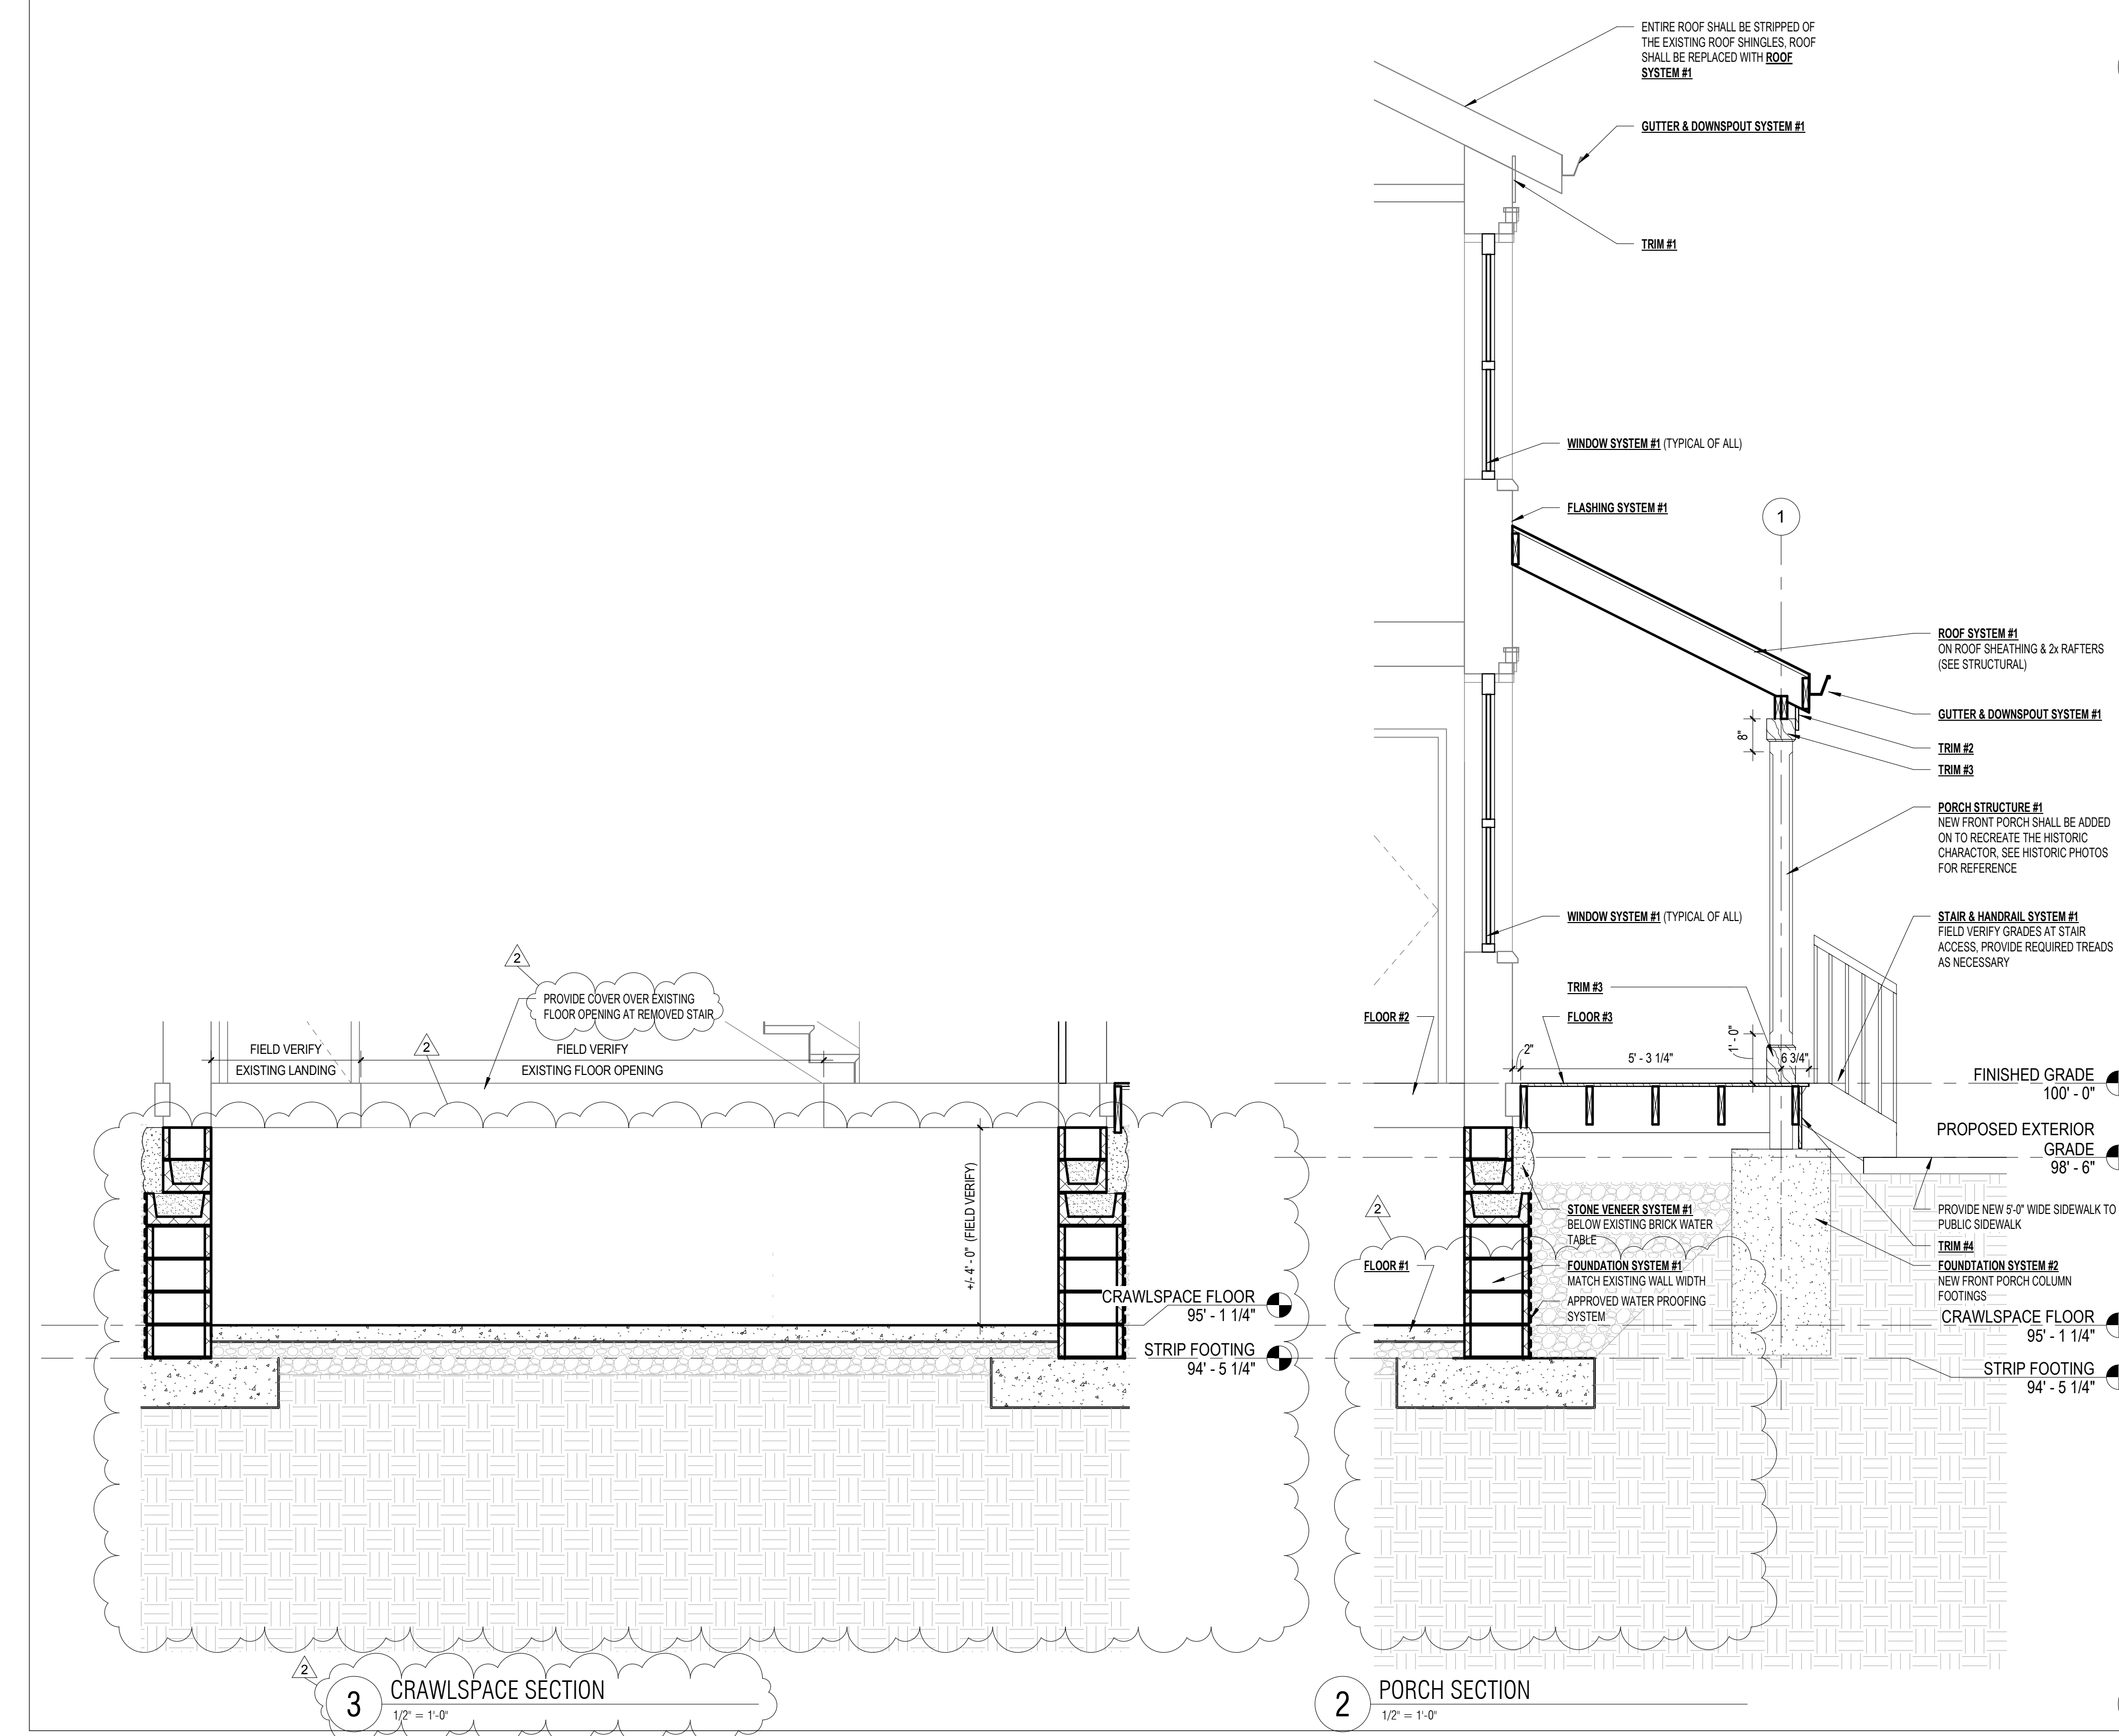 ENTIRE ROOF SHALL BE STRIPPED OF
THE EXISTING ROOF SHINGLES, ROOF
SHALL BE REPLACED WITH ROOF
SYSTEM #1
GUTTER & DOWNSPOUT SYSTEM #1
TRIM #1
WINDOW SYSTEM #1 (TYPICAL OF ALL)
FLASHING SYSTEM #1
1
ROOF SYSTEM #1
ON ROOF SHEATHING & 2x RAFTERS
(SEE STRUCTURAL)
GUTTER & DOWNSPOUT SYSTEM #1
8"
TRIM #2
TRIM #3
PORCH STRUCTURE #1
NEW FRONT PORCH SHALL BE ADDED
ON TO RECREATE THE HISTORIC
CHARACTOR, SEE HISTORIC PHOTOS
FOR REFERENCE
WINDOW SYSTEM #1 (TYPICAL OF ALL)
STAIR & HANDRAIL SYSTEM #1
FIELD VERIFY GRADES AT STAIR
ACCESS, PROVIDE REQUIRED TREADS
AS NECESSARY
TRIM #3
FLOOR #2
FLOOR #3
2"
5' - 3 1/4"
1' - 0"
6 3/4"
FINISHED GRADE
100' - 0"
PROPOSED EXTERIOR
GRADE
98' - 6"
2
STONE VENEER SYSTEM #1
BELOW EXISTING BRICK WATER
TABLE
PROVIDE NEW 5'-0" WIDE SIDEWALK TO
PUBLIC SIDEWALK
TRIM #4
FLOOR #1
FOUNDATION SYSTEM #1
MATCH EXISTING WALL WIDTH
APPROVED WATER PROOFING
SYSTEM
FOUNDTATION SYSTEM #2
NEW FRONT PORCH COLUMN
FOOTINGS
CRAWLSPACE FLOOR
95' - 1 1/4"
STRIP FOOTING
94' - 5 1/4"
2
PORCH SECTION
1/2" = 1'-0"
2
PROVIDE COVER OVER EXISTING
FLOOR OPENING AT REMOVED STAIR
2
FIELD VERIFY
EXISTING LANDING
FIELD VERIFY
EXISTING FLOOR OPENING
+/- 4' - 0" (FIELD VERIFY)
CRAWLSPACE FLOOR
95' - 1 1/4"
STRIP FOOTING
94' - 5 1/4"
2
3
CRAWLSPACE SECTION
1/2" = 1'-0"